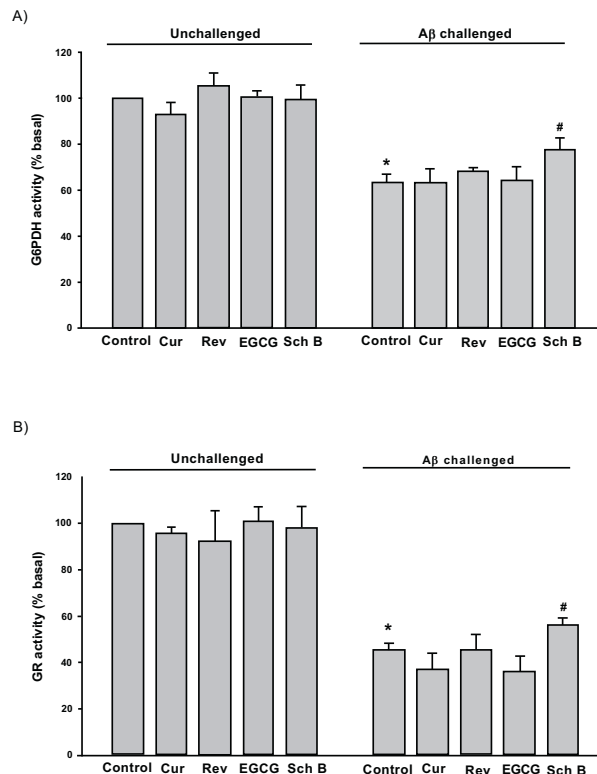 A)
Unchallenged Aβ challenged
120
100
80
60
40
20
0
G6PDH activity (% basal)
*
#
Control Cur Rev EGCG Sch B Control Cur Rev EGCG Sch B
B)
Unchallenged Aβ challenged
120
100
80
60
40
20
0
GR activity (% basal)
*
#
Control Cur Rev EGCG Sch B Control Cur Rev EGCG Sch B